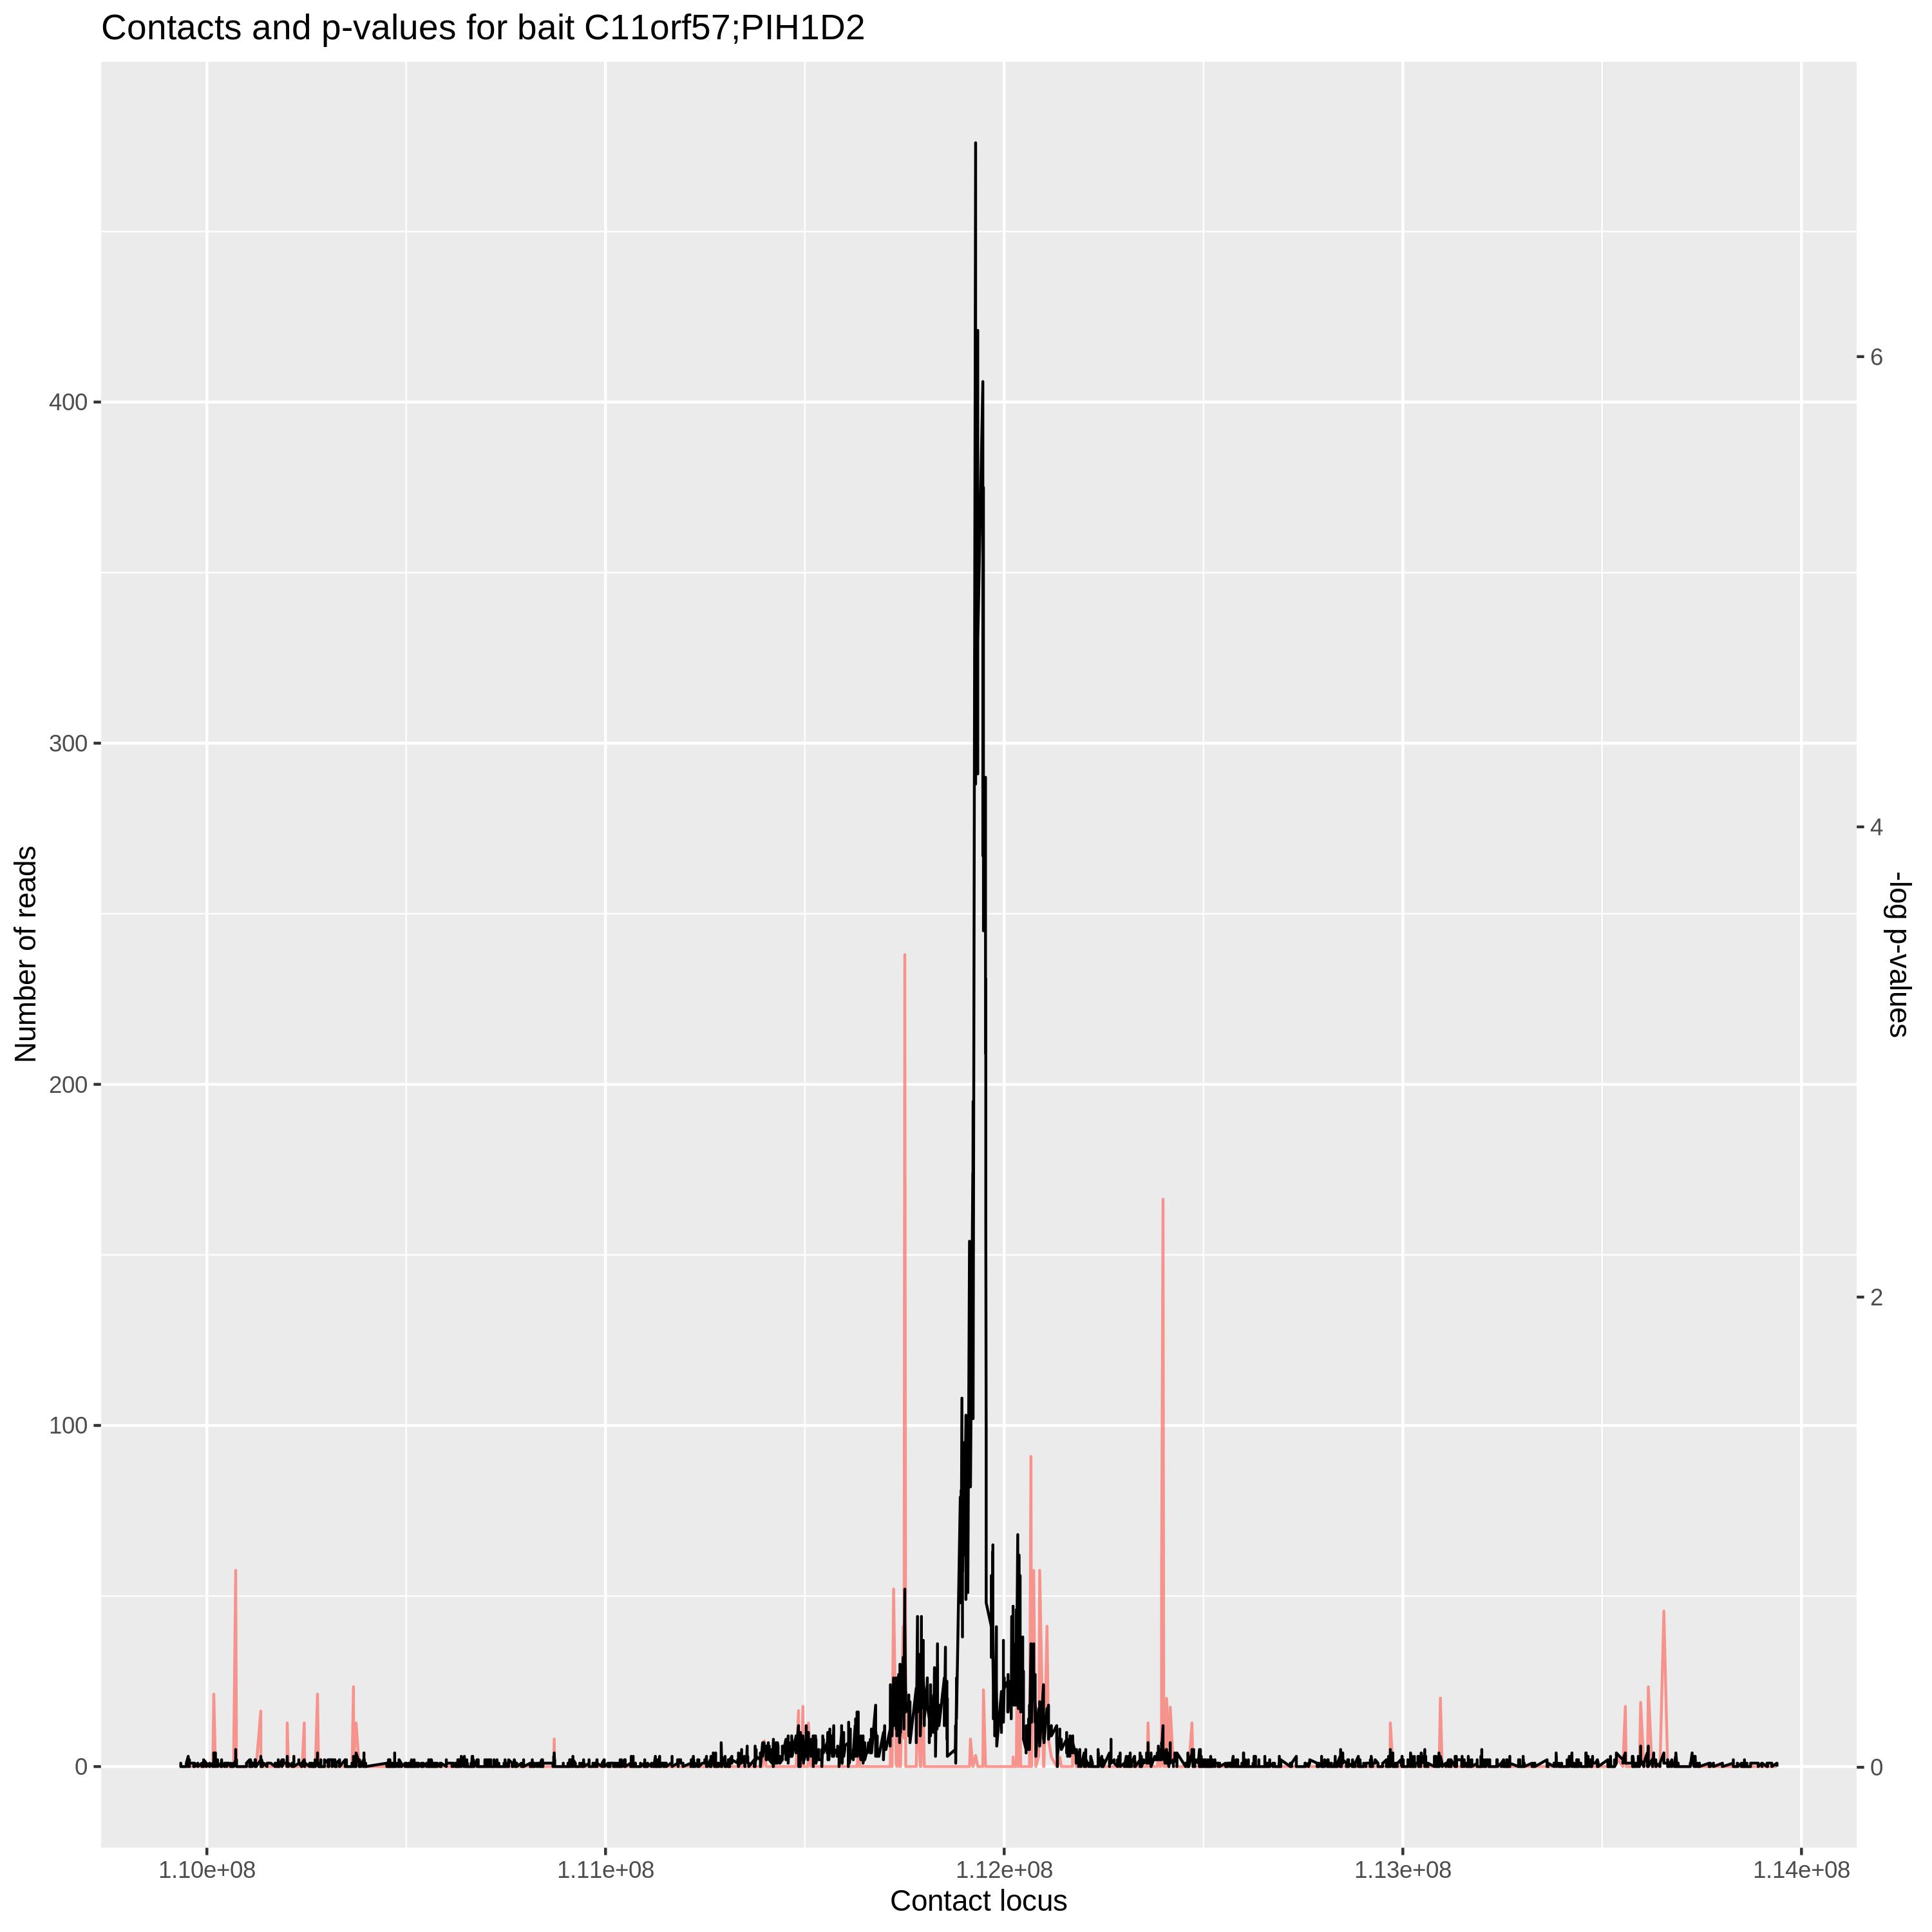 Contacts and p-values for bait C11orf57;PIH1D2
Number of reads
400
300
200
100
0
6
4
2
0
-log p-values
1.10e+08
1.11e+08
1.12e+08
1.13e+08
1.14e+08
Contact locus